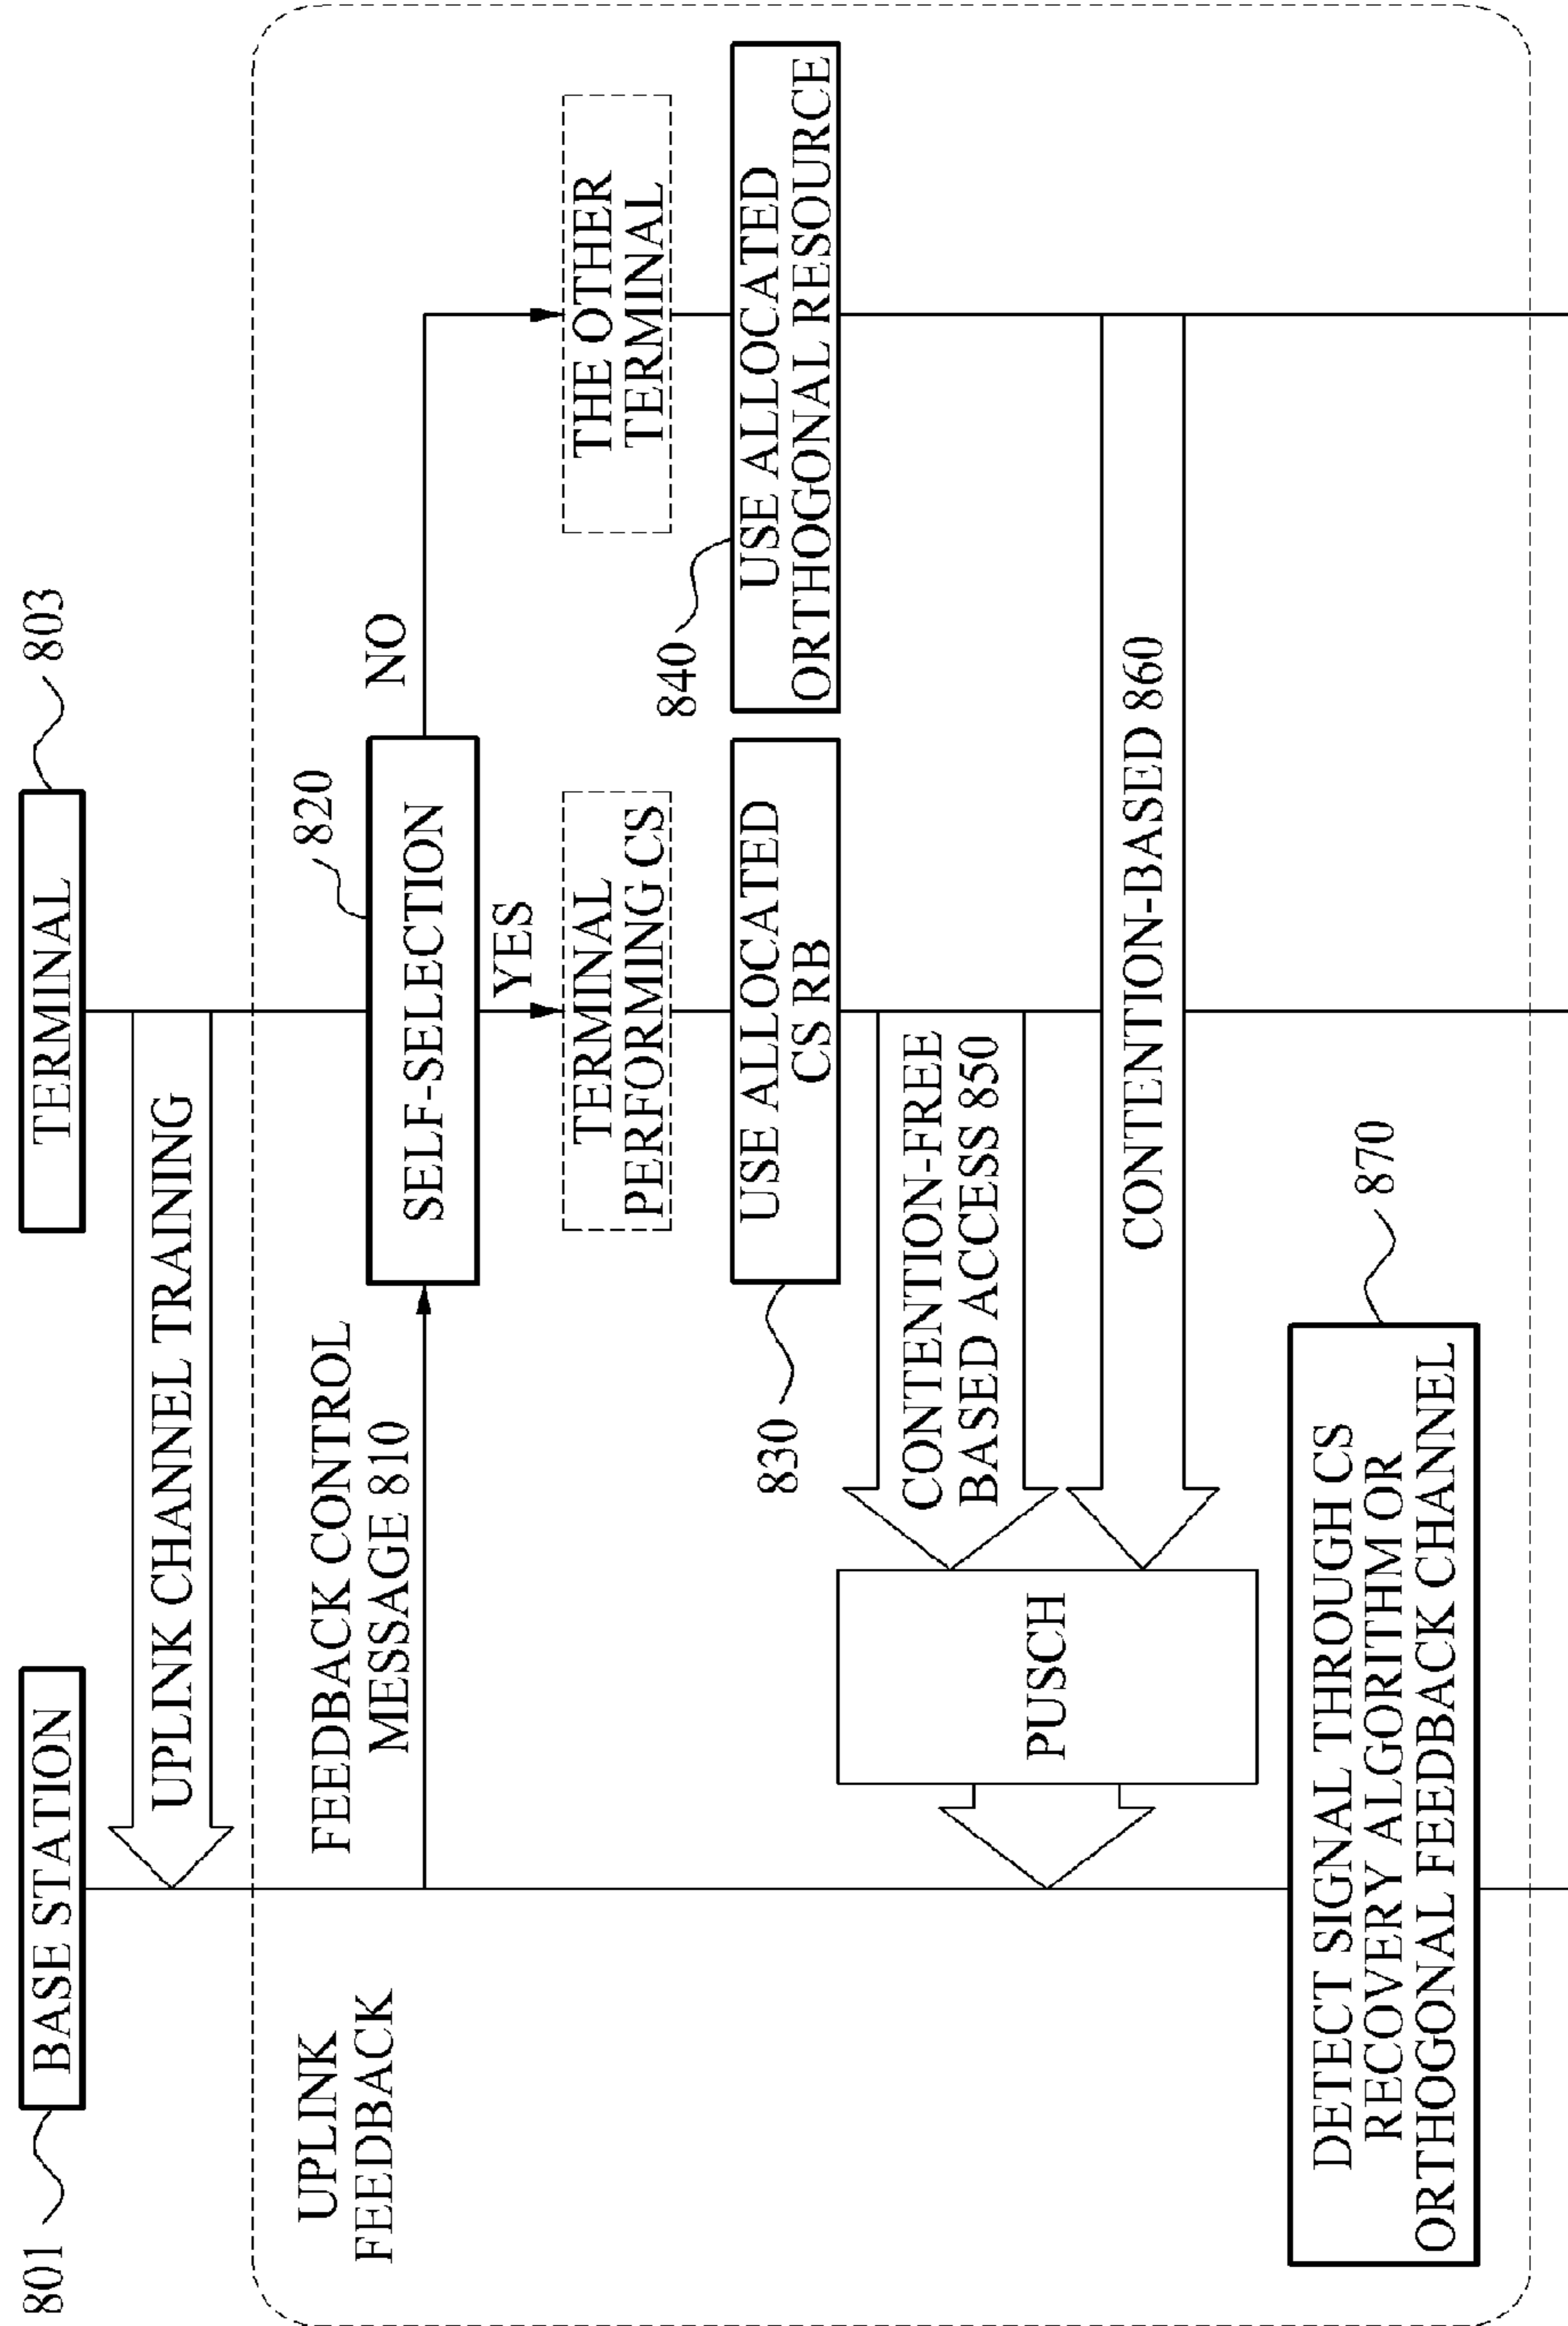 801
BASE STATION
TERMINAL
803
UPLINK CHANNEL TRAINING
UPLINK
FEEDBACK
FEEDBACK CONTROL
MESSAGE 810
820
SELF-SELECTION
NO
YES
TERMINAL
PERFORMING CS
THE OTHER
TERMINAL
830
USE ALLOCATED
CS RB
840
USE ALLOCATED
ORTHOGONAL RESOURCE
CONTENTION-FREE
BASED ACCESS 850
PUSCH
CONTENTION-BASED 860
870
DETECT SIGNAL THROUGH CS
RECOVERY ALGORITHM OR
ORTHOGONAL FEEDBACK CHANNEL